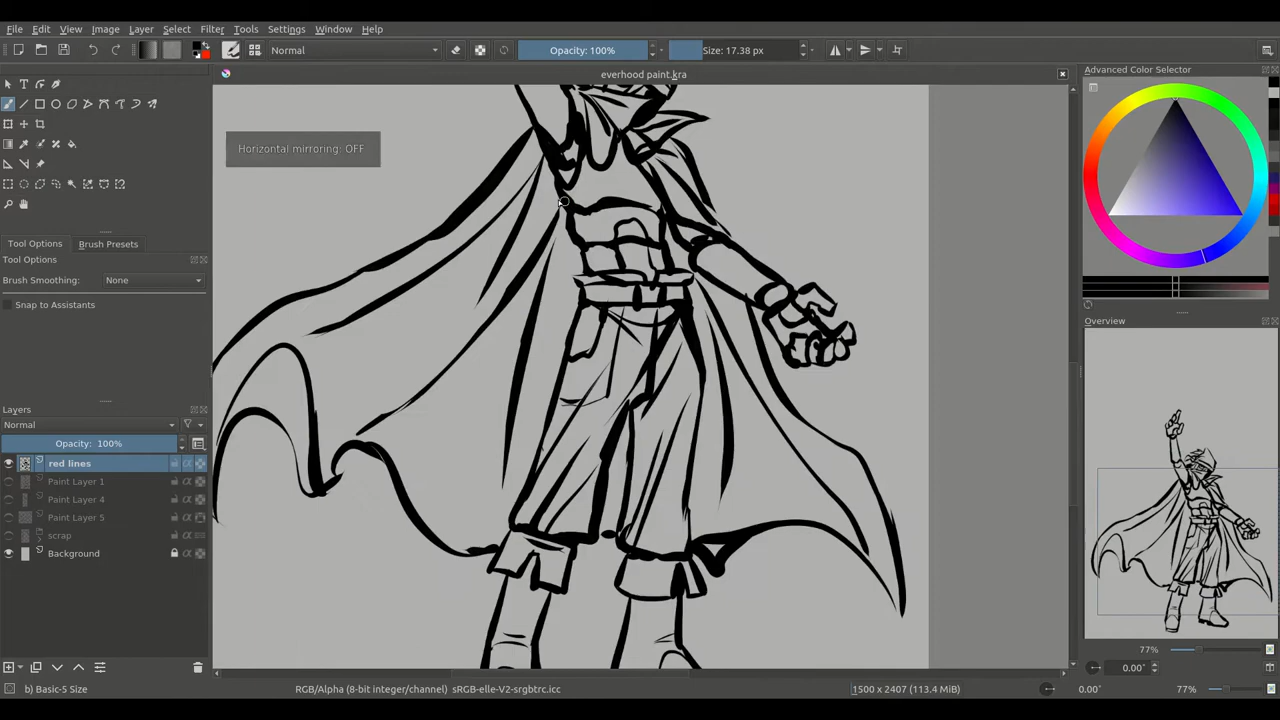 File Edit View Image Layer Select Filter Tools Settings Window Help
Normal Opacity: 100% Size: 17.38 px
everhood paint.kra
Advanced Color Selector
Horizontal mirroring: OFF
Tool Options Brush Presets
Tool Options
Brush Smoothing: None
Snap to Assistants
Overview
Layers
Normal
Opacity: 100%
red lines
Paint Layer 1
Paint Layer 4
Paint Layer 5
scrap
Background
77%
0.00°
b) Basic-5 Size RGB/Alpha (8-bit integer/channel) sRGB-elle-V2-srgbtrc.icc 1500 x 2407 (113.4 MiB) 0.00° 77%